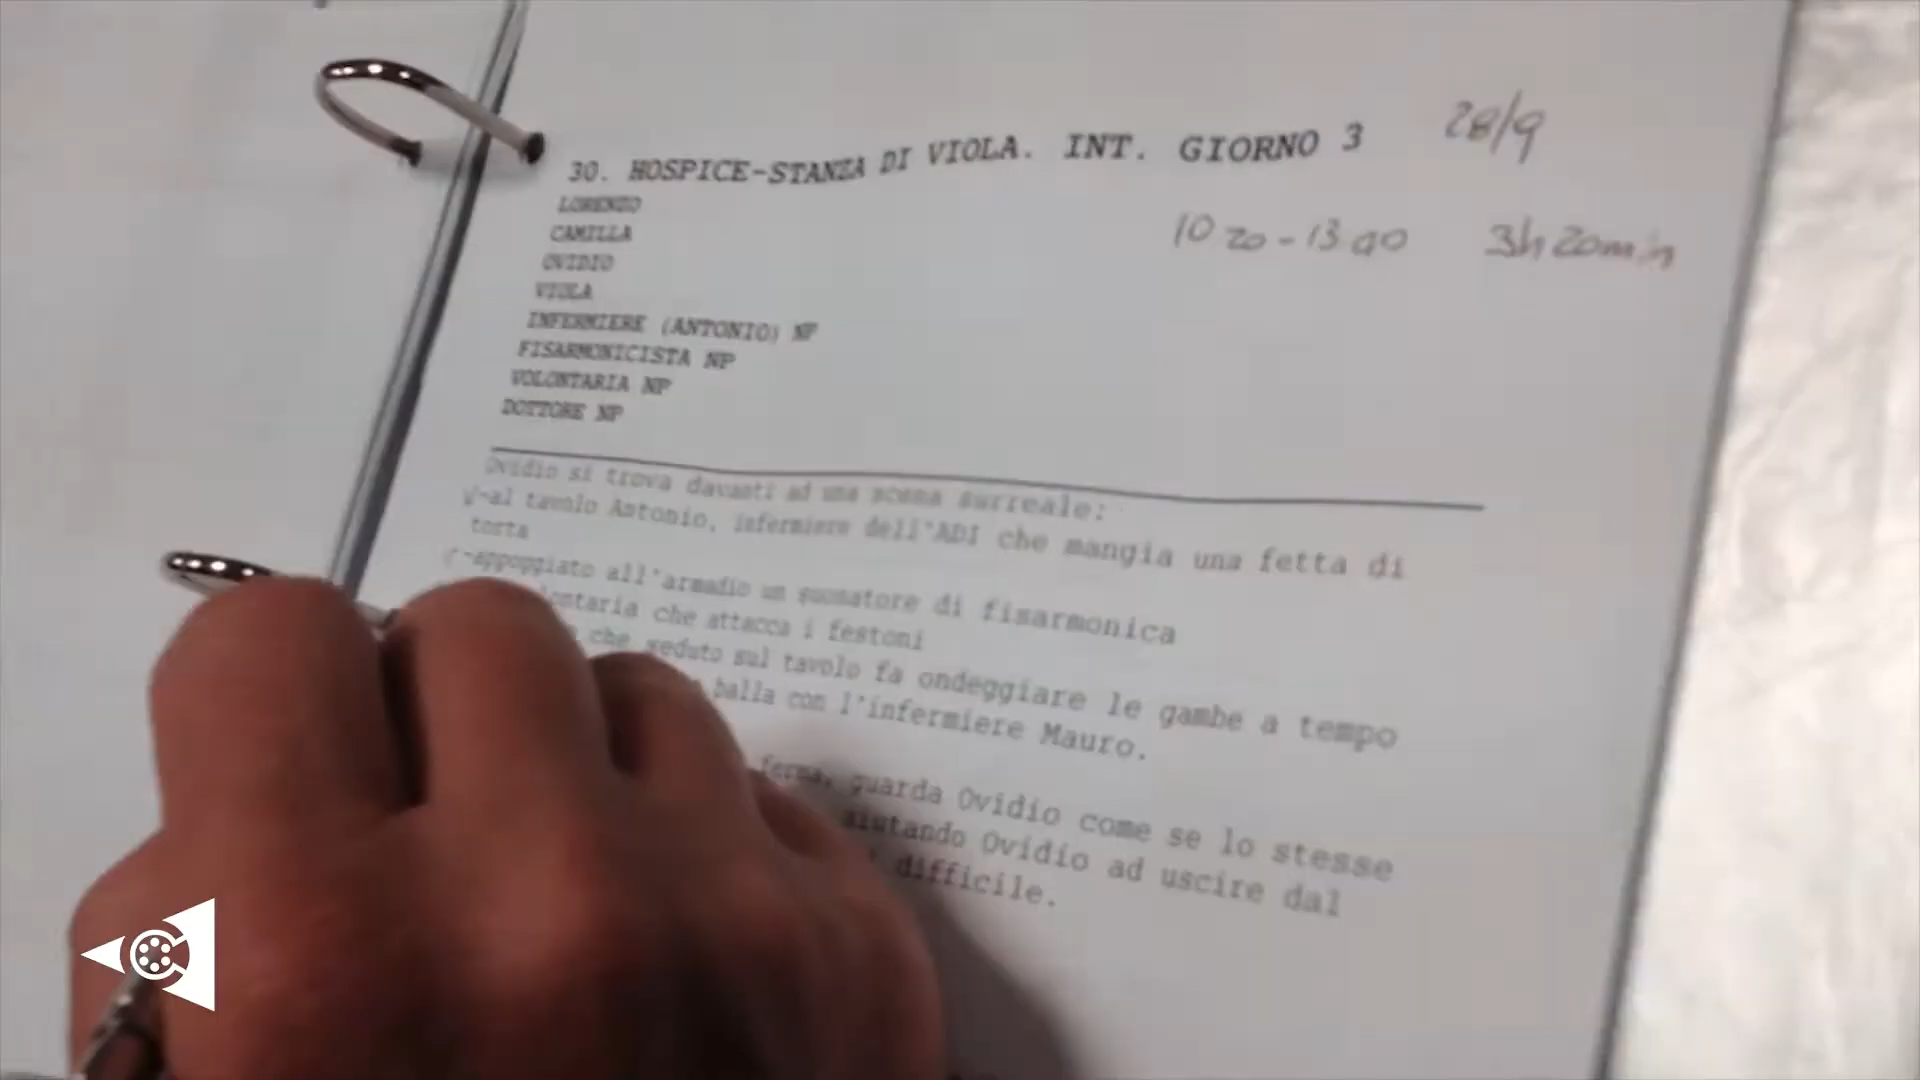 30. HOSPICE-STANZA DI VIOLA. INT. GIORNO 3 28/9
LORENZO
CAMILLA 10 20 - 13 40 3h 20min
OVIDIO
VIOLA
INFERMIERE (ANTONIO) NP
FISARMONICISTA NP
VOLONTARIA NP
DOTTORE NP
Ovidio si trova davanti ad una scena surreale:
-al tavolo Antonio, infermiere dell'ADI che mangia una fetta di
torta
-appoggiato all'armadio un suonatore di fisarmonica
che attacca i festoni
che seduto sul tavolo fa ondeggiare le gambe a tempo
balla con l'infermiere Mauro.
ferma, guarda Ovidio come se lo stesse
aiutando Ovidio ad uscire dal
difficile.